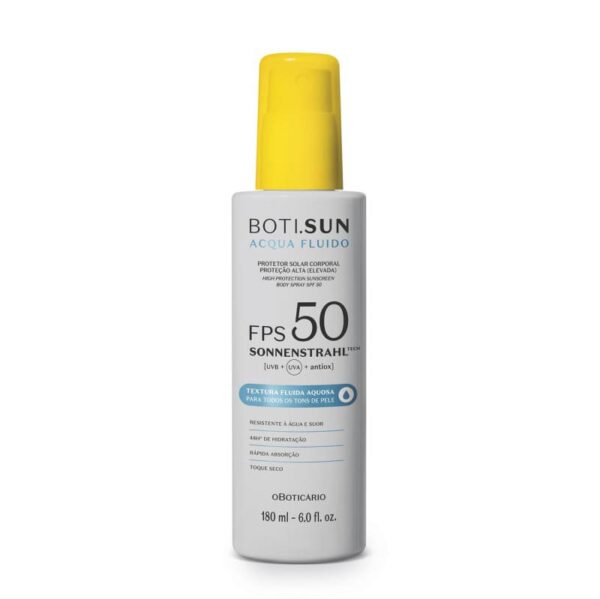 BOTI.SUN
ACQUA FLUIDO
PROTETOR SOLAR CORPORAL
PROTEÇÃO ALTA (ELEVADA)
HIGH PROTECTION SUNSCREEN
BODY SPRAY SPF 50
FPS 50
SONNENSTRAHL TECH
[UVB + UVA + antiox]
TEXTURA FLUIDA AQUOSA
PARA TODOS OS TONS DE PELE
RESISTENTE À ÁGUA E SUOR
48H* DE HIDRATAÇÃO
RÁPIDA ABSORÇÃO
TOQUE SECO
oBOTICÁRIO
180 ml - 6.0 fl. oz.